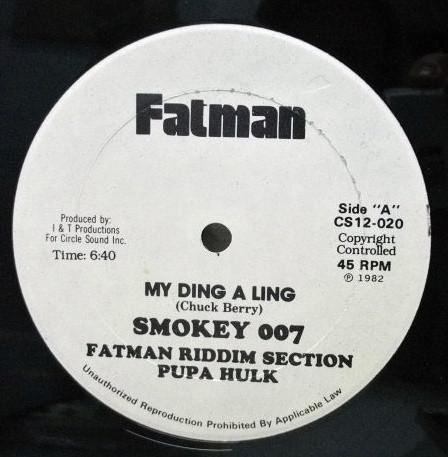 Fatman
Produced by:
I & T Productions
For Circle Sound Inc.
Time: 6:40
Side "A"
CS12-020
Copyright
Controlled
45 RPM
℗ 1982
MY DING A LING
(Chuck Berry)
SMOKEY 007
FATMAN RIDDIM SECTION
PUPA HULK
Unauthorized Reproduction Prohibited By Applicable Law